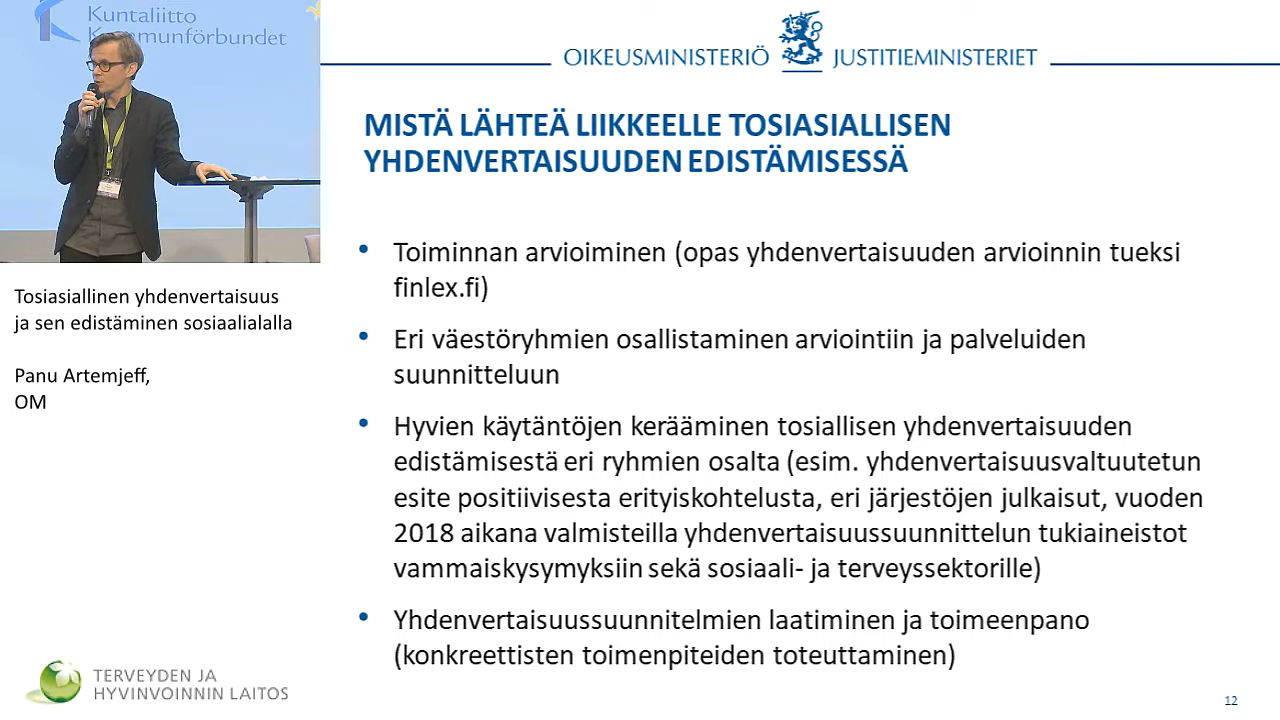 Kuntaliitto
Kommunförbundet
Tosiasiallinen yhdenvertaisuus
ja sen edistäminen sosiaalialalla
Panu Artemjeff,
OM
TERVEYDEN JA
HYVINVOINNIN LAITOS
OIKEUSMINISTERIÖ JUSTITIEMINISTERIET
MISTÄ LÄHTEÄ LIIKKEELLE TOSIASIALLISEN
YHDENVERTAISUUDEN EDISTÄMISESSÄ
• Toiminnan arvioiminen (opas yhdenvertaisuuden arvioinnin tueksi
finlex.fi)
• Eri väestöryhmien osallistaminen arviointiin ja palveluiden
suunnitteluun
• Hyvien käytäntöjen kerääminen tosiallisen yhdenvertaisuuden
edistämisestä eri ryhmien osalta (esim. yhdenvertaisuusvaltuutetun
esite positiivisesta erityiskohtelusta, eri järjestöjen julkaisut, vuoden
2018 aikana valmisteilla yhdenvertaisuussuunnittelun tukiaineistot
vammaiskysymyksiin sekä sosiaali- ja terveyssektorille)
• Yhdenvertaisuussuunnitelmien laatiminen ja toimeenpano
(konkreettisten toimenpiteiden toteuttaminen)
12